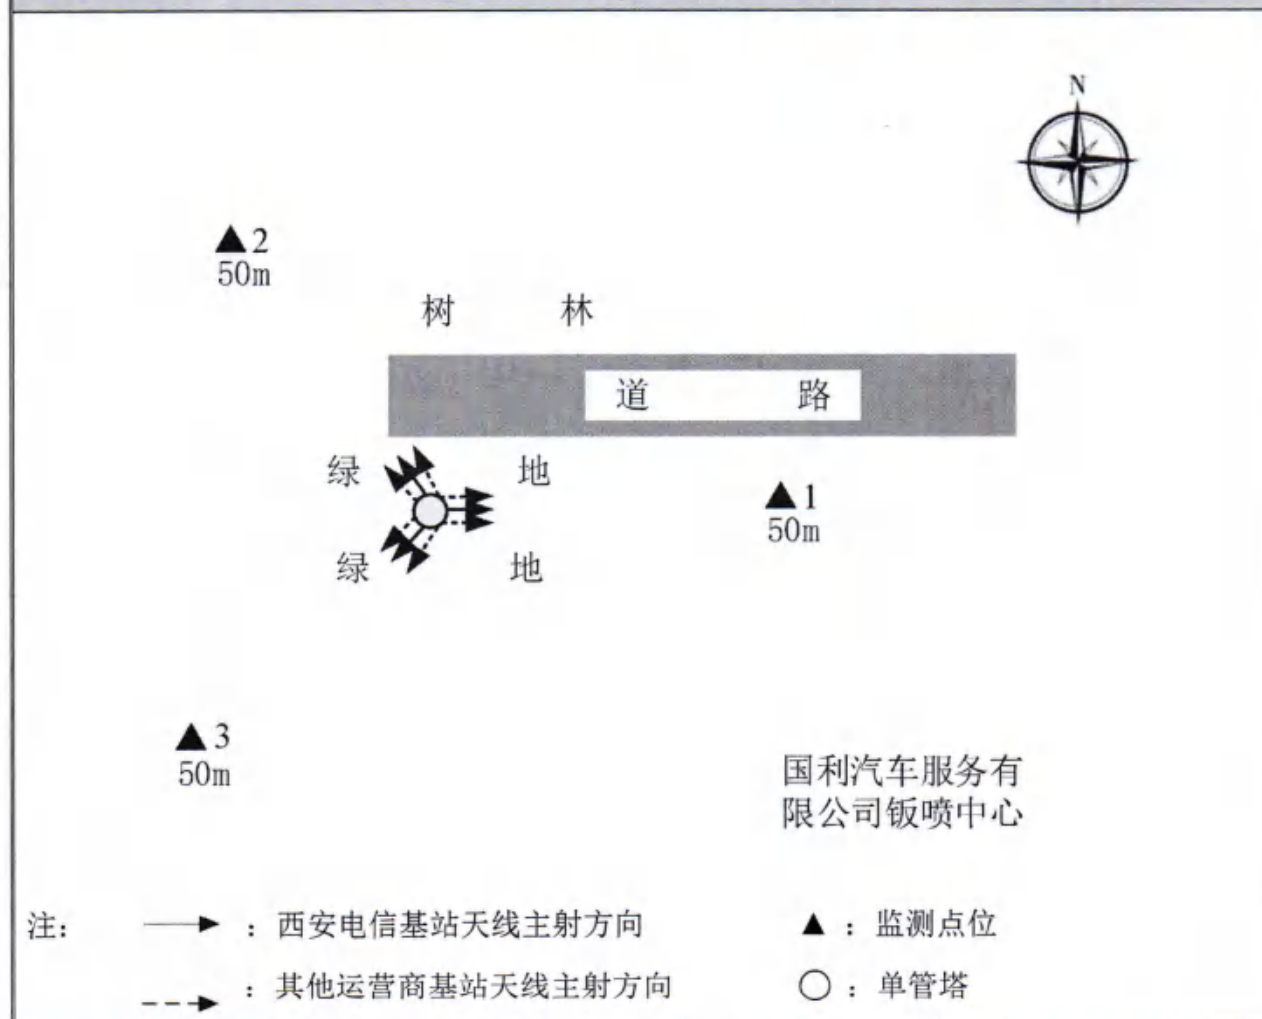 N
▲2
50m
树 林
道 路
绿 地
▲1
50m
绿 地
▲3
50m
国利汽车服务有
限公司钣喷中心
注: ：西安电信基站天线主射方向 ▲：监测点位
：其他运营商基站天线主射方向 ○：单管塔